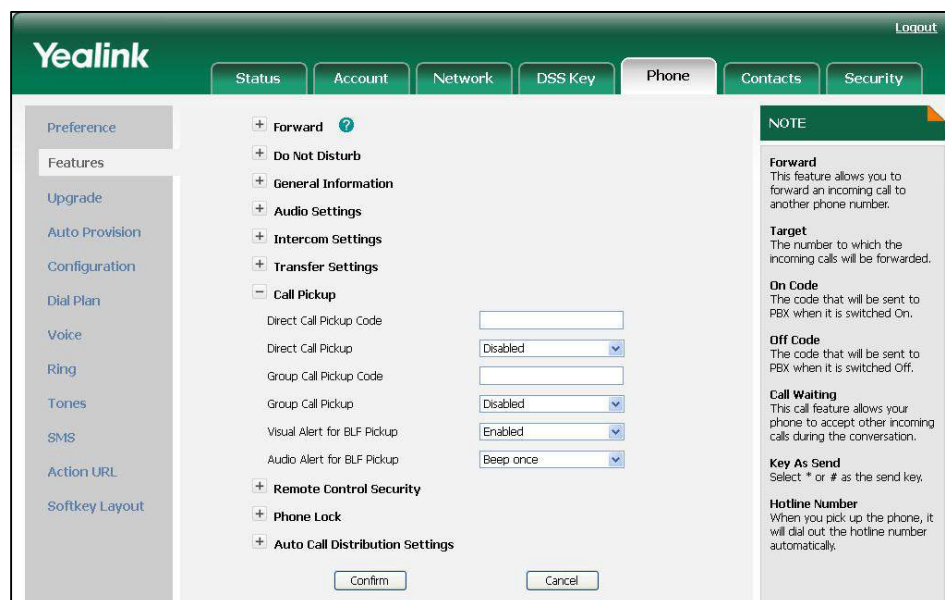 Logout
Yealink
Status Account Network DSS Key Phone Contacts Security
Preference
Features
Upgrade
Auto Provision
Configuration
Dial Plan
Voice
Ring
Tones
SMS
Action URL
Softkey Layout
+ Forward ?
+ Do Not Disturb
+ General Information
+ Audio Settings
+ Intercom Settings
+ Transfer Settings
− Call Pickup
Direct Call Pickup Code
Direct Call Pickup Disabled
Group Call Pickup Code
Group Call Pickup Disabled
Visual Alert for BLF Pickup Enabled
Audio Alert for BLF Pickup Beep once
+ Remote Control Security
+ Phone Lock
+ Auto Call Distribution Settings
Confirm Cancel
NOTE
Forward
This feature allows you to
forward an incoming call to
another phone number.
Target
The number to which the
incoming calls will be forwarded.
On Code
The code that will be sent to
PBX when it is switched On.
Off Code
The code that will be sent to
PBX when it is switched Off.
Call Waiting
This call feature allows your
phone to accept other incoming
calls during the conversation.
Key As Send
Select * or # as the send key.
Hotline Number
When you pick up the phone, it
will dial out the hotline number
automatically.